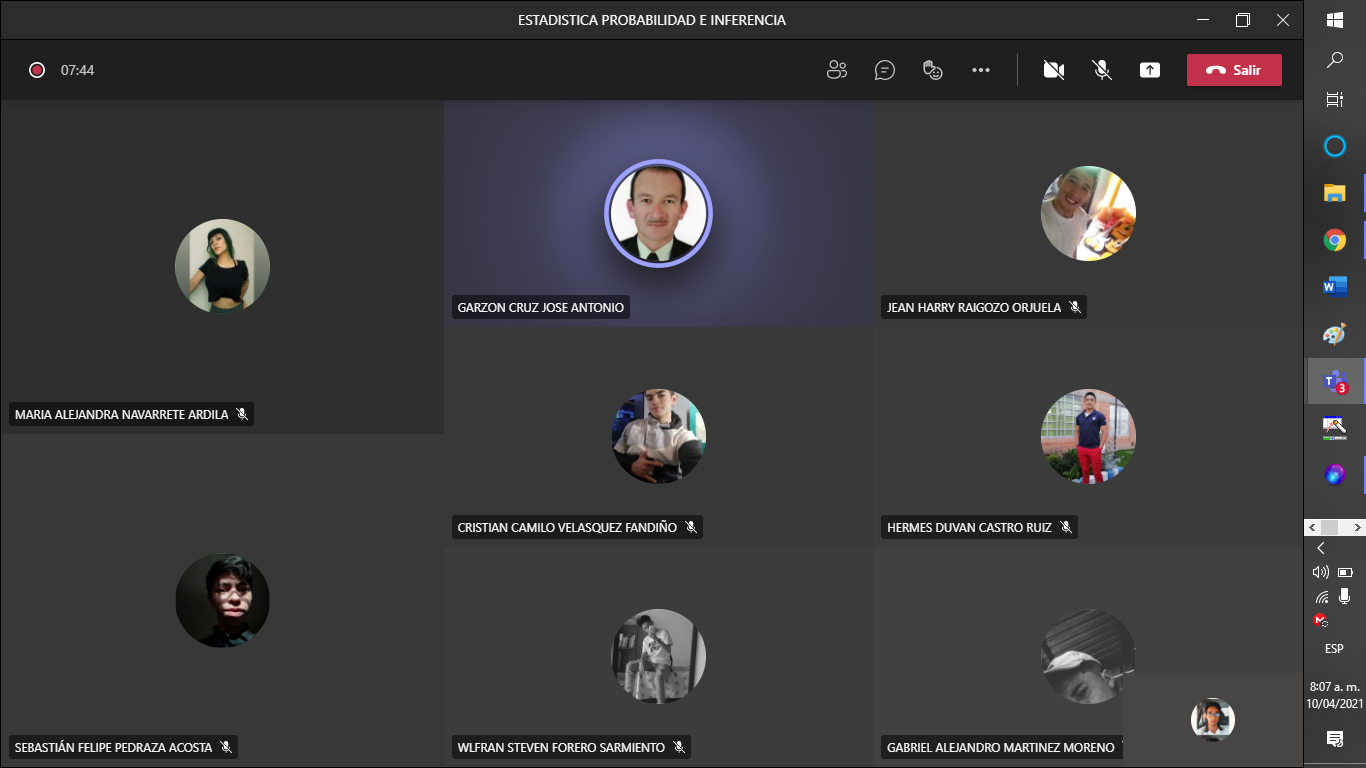 ESTADISTICA PROBABILIDAD E INFERENCIA
07:44
Salir
GARZON CRUZ JOSE ANTONIO
JEAN HARRY RAIGOZO ORJUELA
MARIA ALEJANDRA NAVARRETE ARDILA
CRISTIAN CAMILO VELASQUEZ FANDIÑO
HERMES DUVAN CASTRO RUIZ
SEBASTIÁN FELIPE PEDRAZA ACOSTA
WLFRAN STEVEN FORERO SARMIENTO
GABRIEL ALEJANDRO MARTINEZ MORENO
W
T
3
ESP
8:07 a. m.
10/04/2021